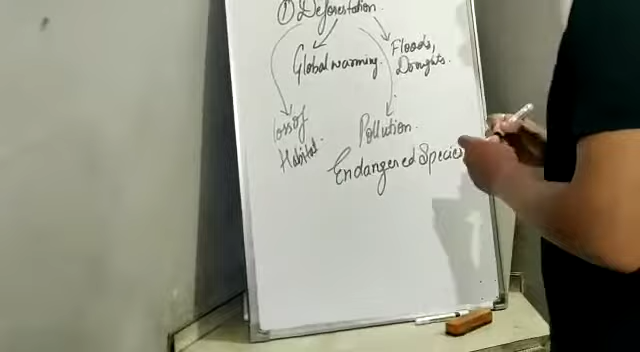 ① Deforestation.
Global warming.
Floods,
Droughts.
Loss of
Habitat.
Pollution.
Endangered Species